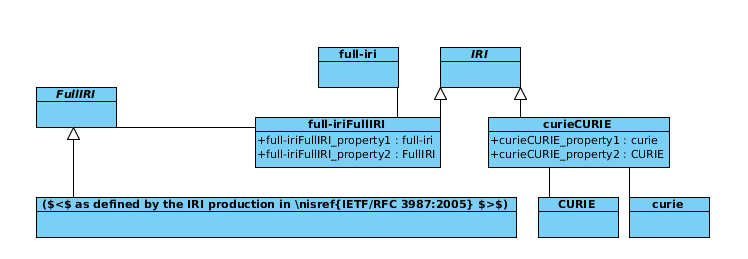 full-iri
IRI
FullIRI
full-iriFullIRI
+full-iriFullIRI_property1 : full-iri
+full-iriFullIRI_property2 : FullIRI
curieCURIE
+curieCURIE_property1 : curie
+curieCURIE_property2 : CURIE
($<$ as defined by the IRI production in \nisref{IETF/RFC 3987:2005} $>$)
CURIE
curie